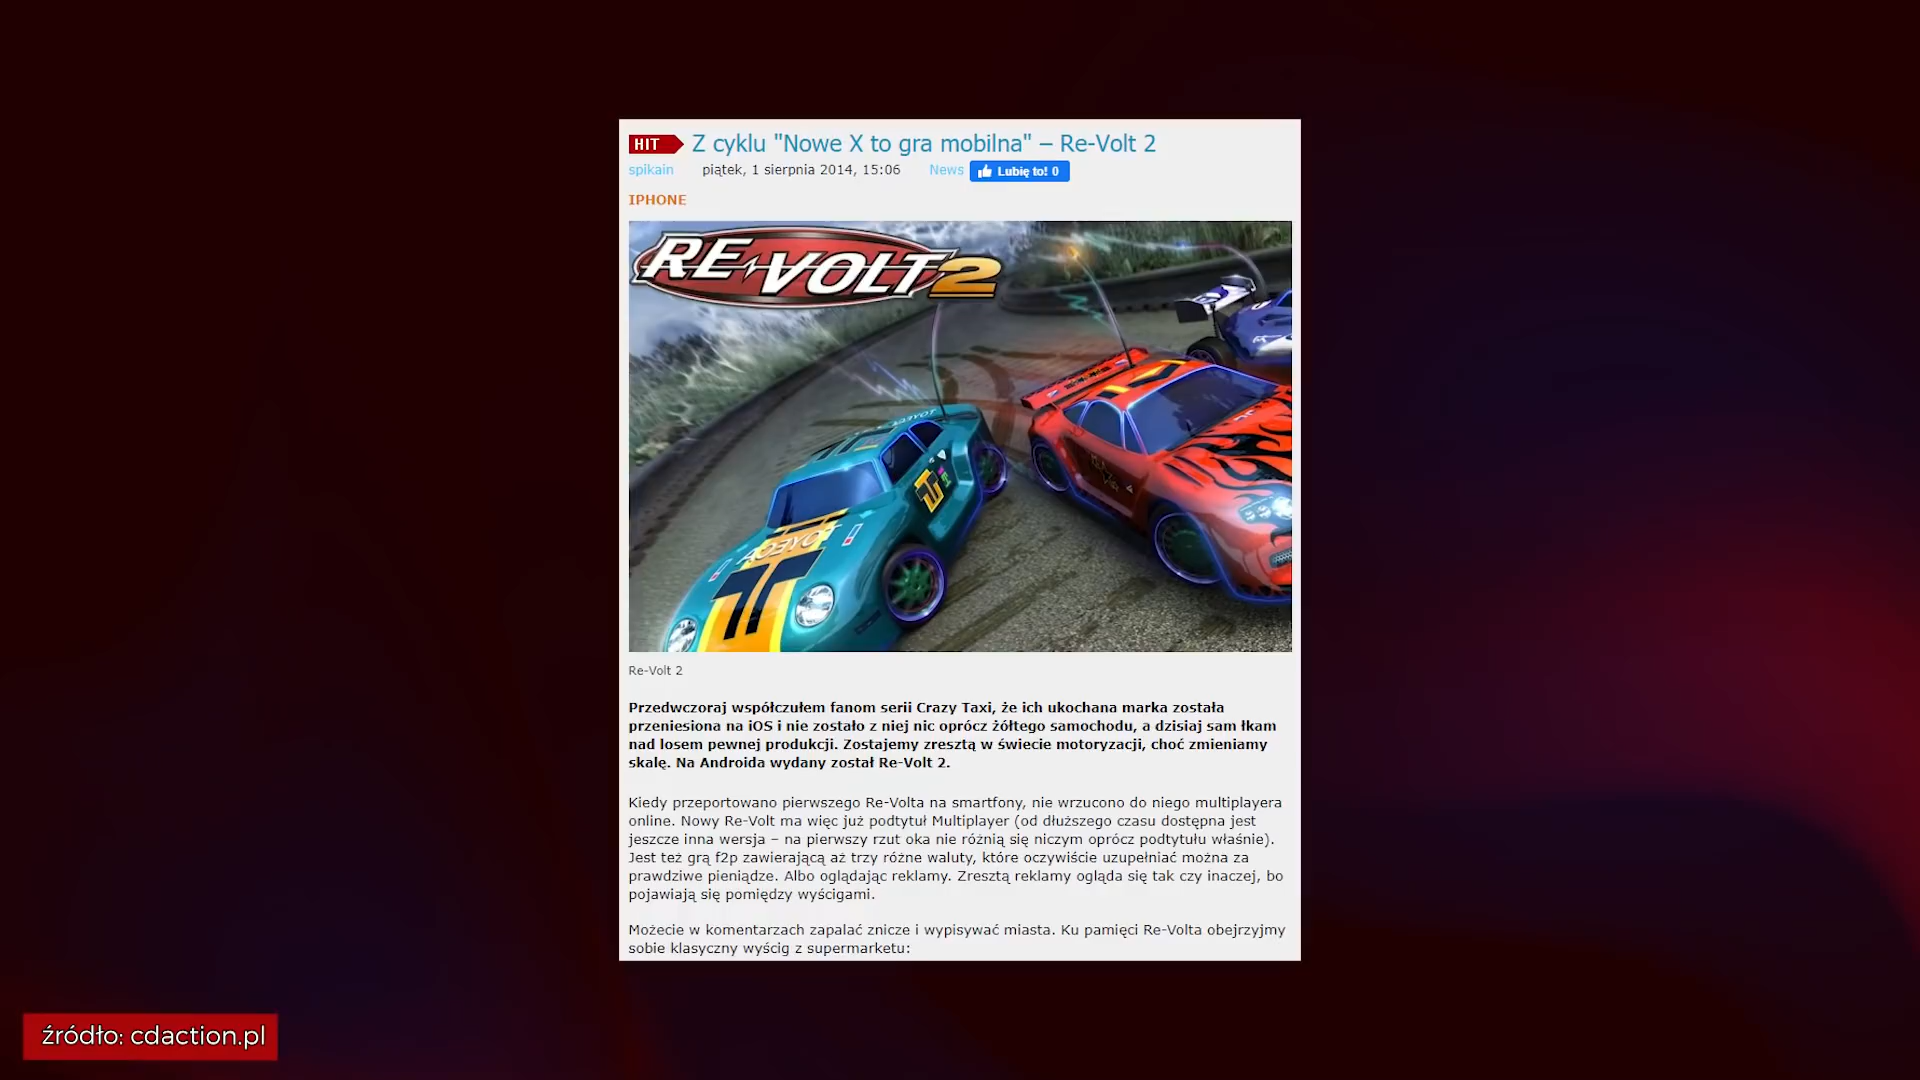 HIT Z cyklu "Nowe X to gra mobilna" – Re-Volt 2
spikain piątek, 1 sierpnia 2014, 15:06 News Lubię to! 0
IPHONE
RE-VOLT 2
TOYECA
TOYECA
Re-Volt 2
Przedwczoraj współczułem fanom serii Crazy Taxi, że ich ukochana marka została
przeniesiona na iOS i nie zostało z niej nic oprócz żółtego samochodu, a dzisiaj sam łkam
nad losem pewnej produkcji. Zostajemy zresztą w świecie motoryzacji, choć zmieniamy
skalę. Na Androida wydany został Re-Volt 2.
Kiedy przeportowano pierwszego Re-Volta na smartfony, nie wrzucono do niego multiplayera
online. Nowy Re-Volt ma więc już podtytuł Multiplayer (od dłuższego czasu dostępna jest
jeszcze inna wersja – na pierwszy rzut oka nie różnią się niczym oprócz podtytułu właśnie).
Jest też grą f2p zawierającą aż trzy różne waluty, które oczywiście uzupełniać można za
prawdziwe pieniądze. Albo oglądając reklamy. Zresztą reklamy ogląda się tak czy inaczej, bo
pojawiają się pomiędzy wyścigami.
Możecie w komentarzach zapalać znicze i wypisywać miasta. Ku pamięci Re-Volta obejrzyjmy
sobie klasyczny wyścig z supermarketu:
źródło: cdaction.pl